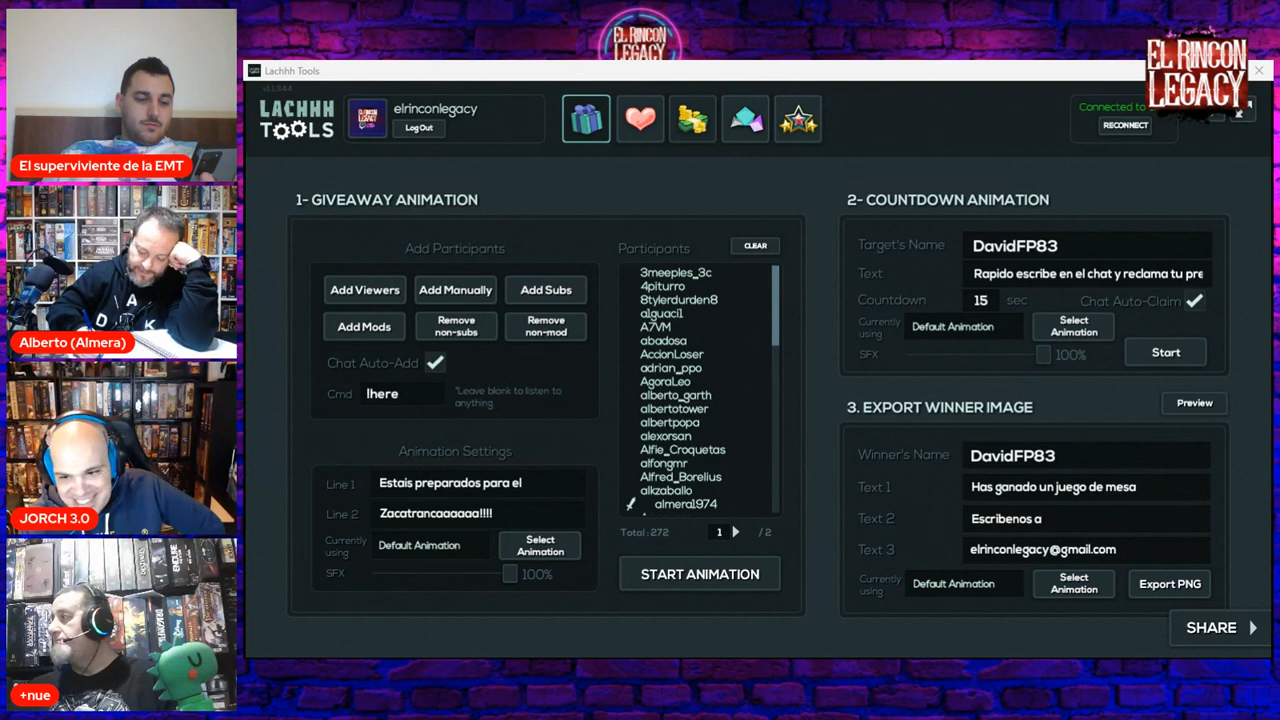 EL RINCON
LEGACY
EL RINCON
LEGACY
Lachhh Tools
v1.1.344
LACHHH
TOOLS
elrinconlegacy
Log Out
Connected to
RECONNECT
El superviviente de la EMT
Alberto (Almera)
JORCH 3.0
+nue
1- GIVEAWAY ANIMATION
Add Participants
Add Viewers
Add Manually
Add Subs
Add Mods
Remove
non-subs
Remove
non-mod
Chat Auto-Add
Cmd
!here
*Leave blank to listen to
anything
Animation Settings
Line 1
Estais preparados para el
Line 2
Zacatrancaaaaaa!!!!
Currently
using
Default Animation
Select
Animation
SFX
100%
Participants
CLEAR
3meeples_3c
4piturro
8tylerdurden8
a1guacil
A7VM
abadosa
AccionLoser
adrian_ppo
AgoraLeo
alberto_garth
albertotower
albertpopa
alexorsan
Alfie_Croquetas
alfongmr
Alfred_Borelius
alkzaballo
almera1974
Total : 272
1
/ 2
START ANIMATION
2- COUNTDOWN ANIMATION
Target's Name
DavidFP83
Text
Rapido escribe en el chat y reclama tu pre
Countdown
15
sec
Chat Auto-Claim
Currently
using
Default Animation
Select
Animation
SFX
100%
Start
3. EXPORT WINNER IMAGE
Preview
Winner's Name
DavidFP83
Text 1
Has ganado un juego de mesa
Text 2
Escribenos a
Text 3
elrinconlegacy@gmail.com
Currently
using
Default Animation
Select
Animation
Export PNG
SHARE